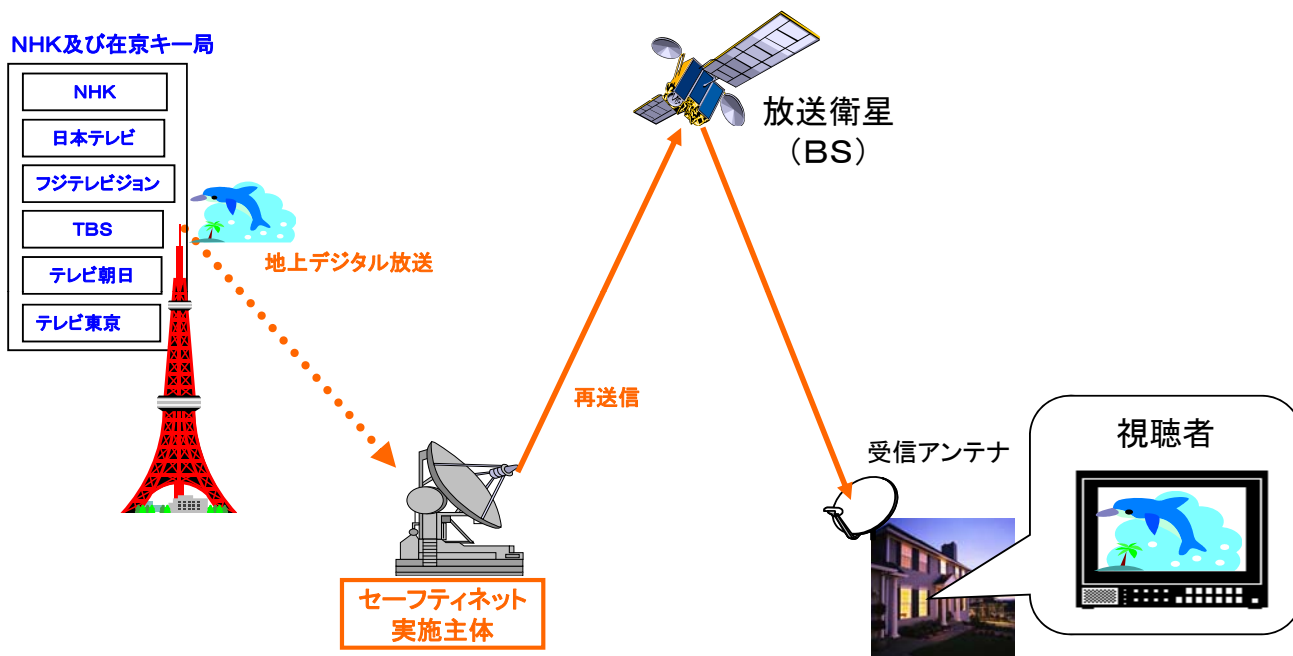 NHK及び在京キー局
NHK
日本テレビ
フジテレビジョン
TBS
テレビ朝日
テレビ東京
地上デジタル放送
放送衛星
（BS）
再送信
セーフティネット
実施主体
受信アンテナ
視聴者